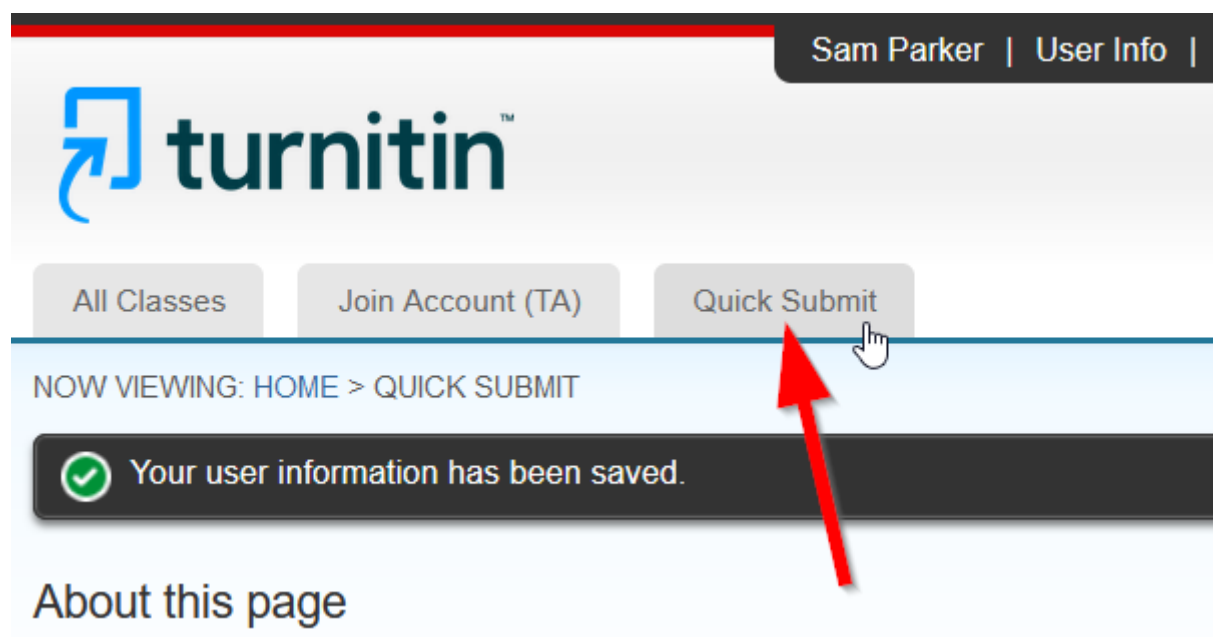 Sam Parker | User Info |
turnitin™
All Classes Join Account (TA) Quick Submit
NOW VIEWING: HOME > QUICK SUBMIT
Your user information has been saved.
About this page